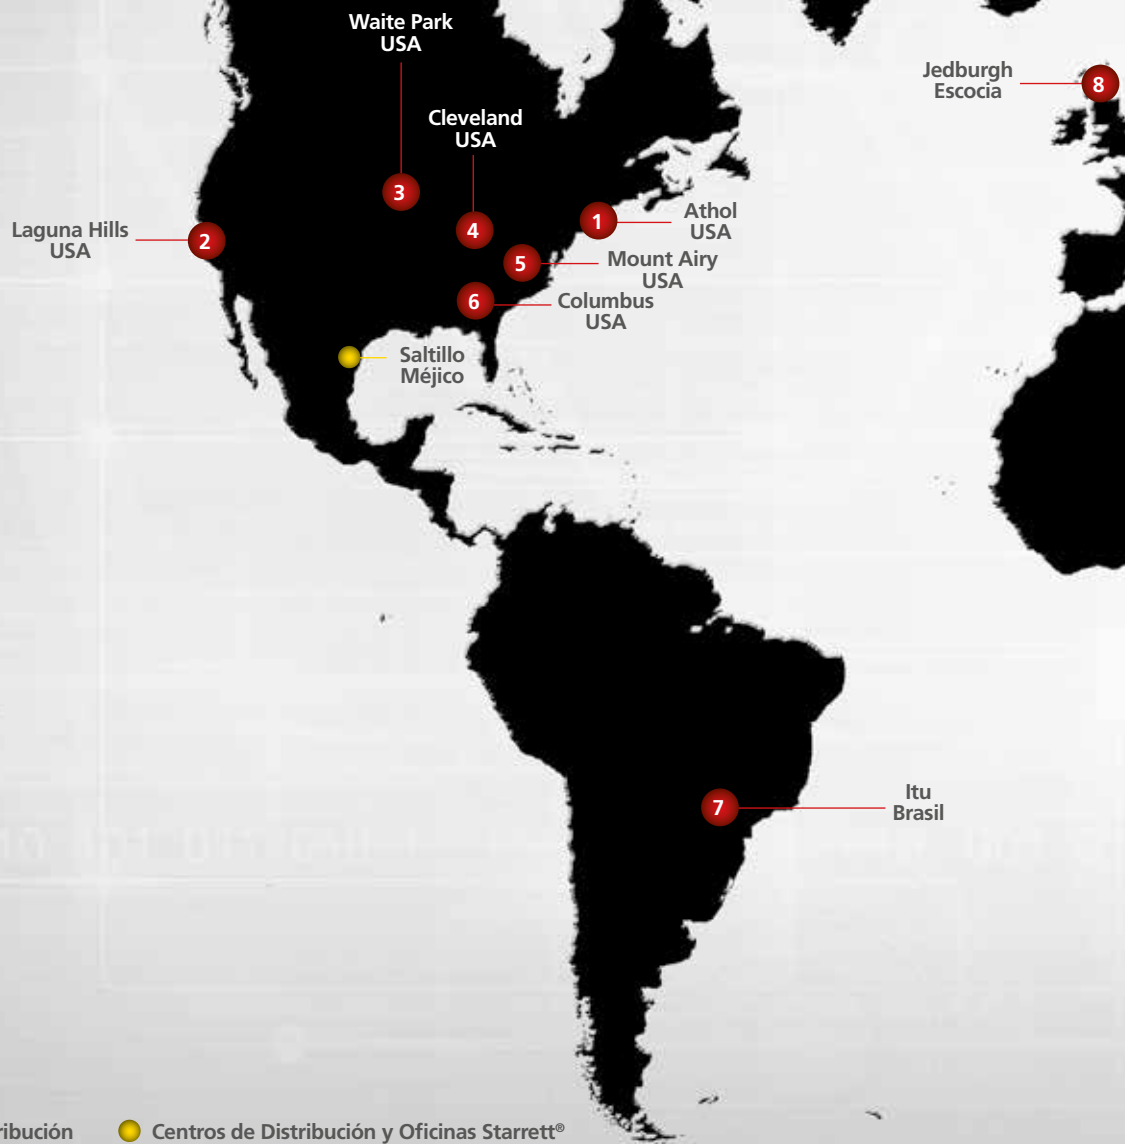 Waite Park
USA
Jedburgh
Escocia
8
Cleveland
USA
3
Laguna Hills
USA
2
4
1
Athol
USA
5
Mount Airy
USA
6
Columbus
USA
Saltillo
Méjico
7
Itu
Brasil
Centros de Distribución y Oficinas Starrett®